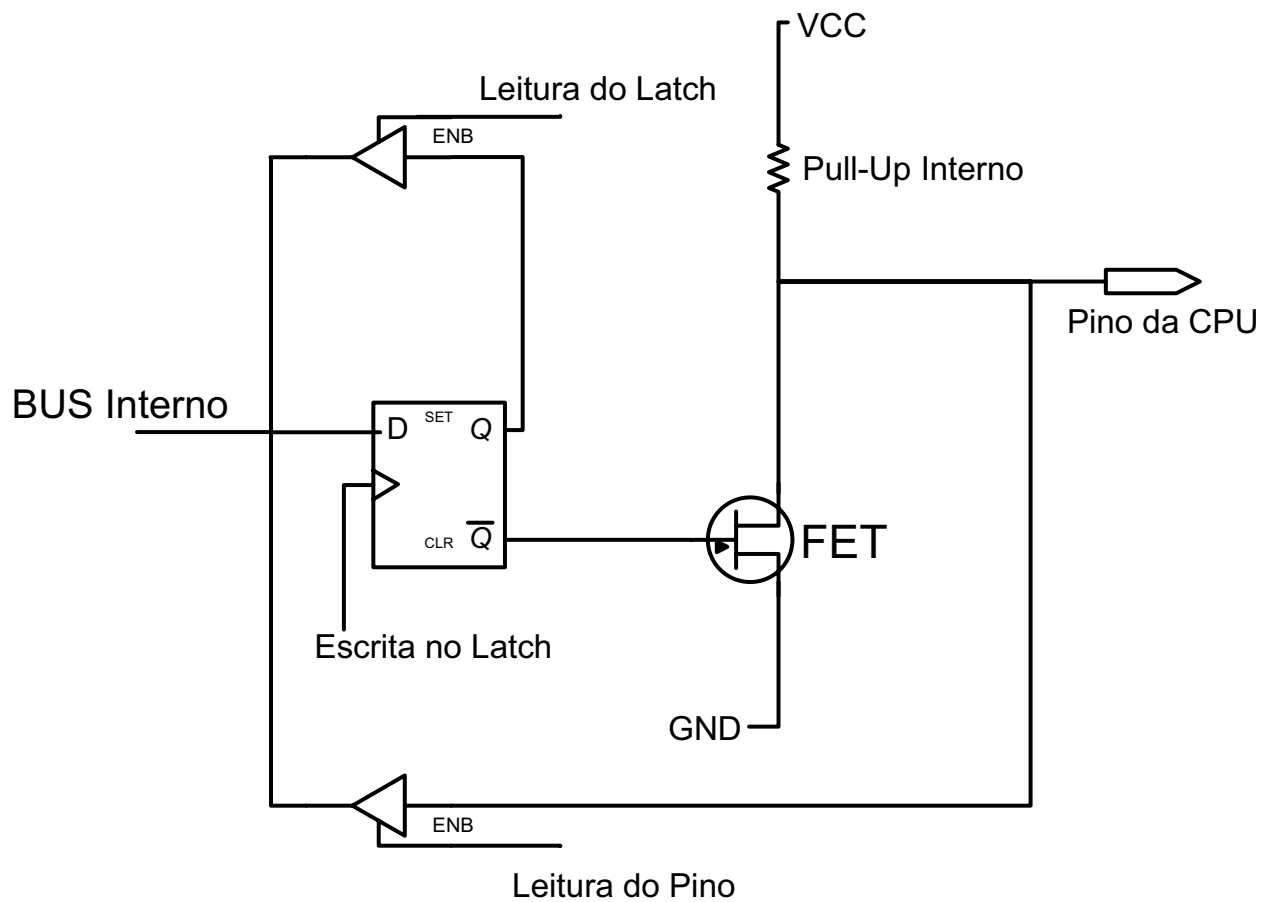 VCC
Leitura do Latch
ENB
Pull-Up Interno
Pino da CPU
BUS Interno
D SET Q
CLR Q̅
FET
Escrita no Latch
GND
ENB
Leitura do Pino